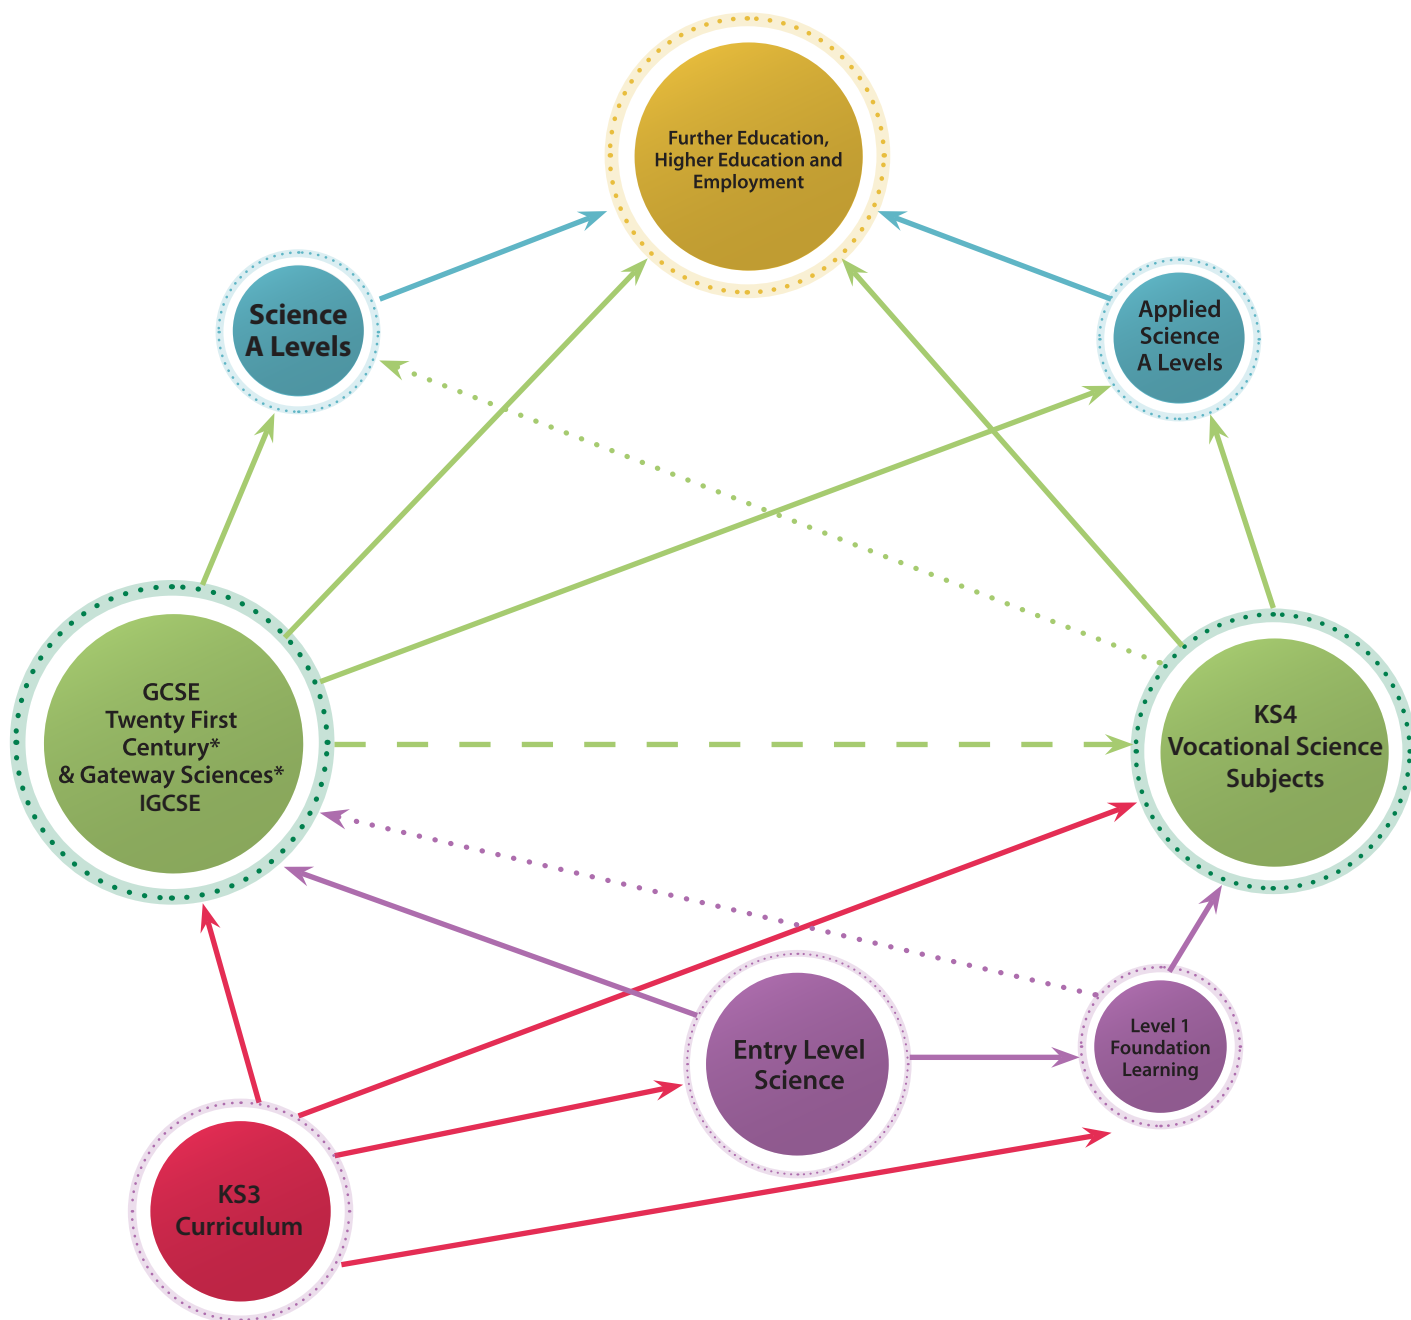 Further Education,
Higher Education and
Employment
Science
A Levels
Applied
Science
A Levels
GCSE
Twenty First
Century*
& Gateway Sciences*
IGCSE
KS4
Vocational Science
Subjects
Entry Level
Science
Level 1
Foundation
Learning
KS3
Curriculum